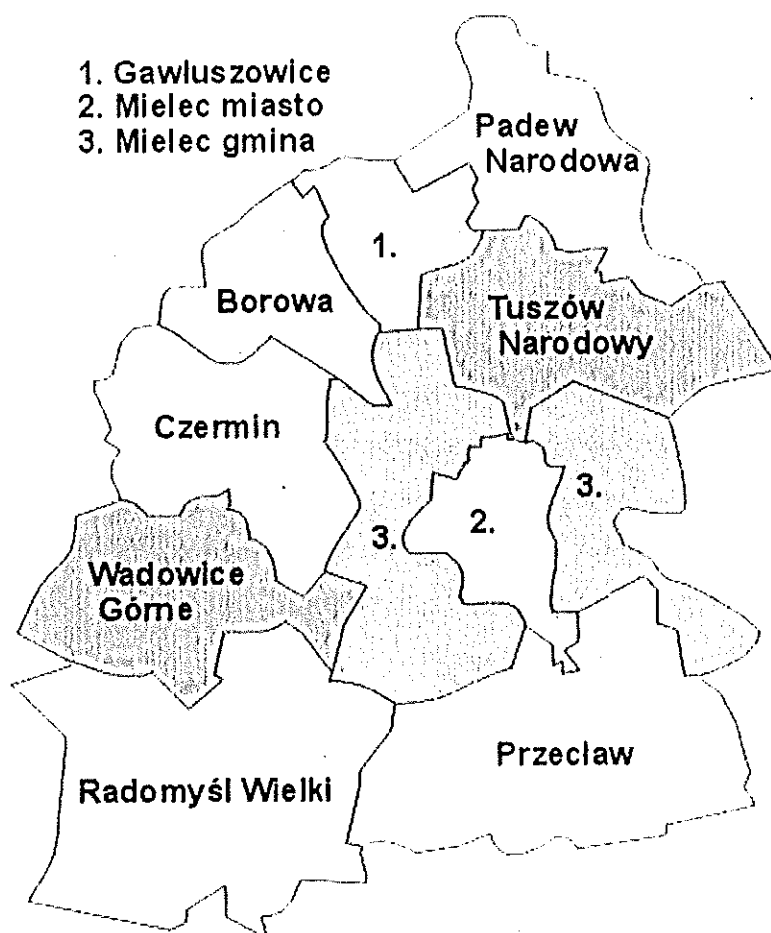 1. Gawłuszowice
2. Mielec miasto
3. Mielec gmina
Padew
Narodowa
1.
Borowa
Tuszów
Narodowy
Czermin
3.
2.
3.
Wadowice
Górne
Przecław
Radomyśl Wielki